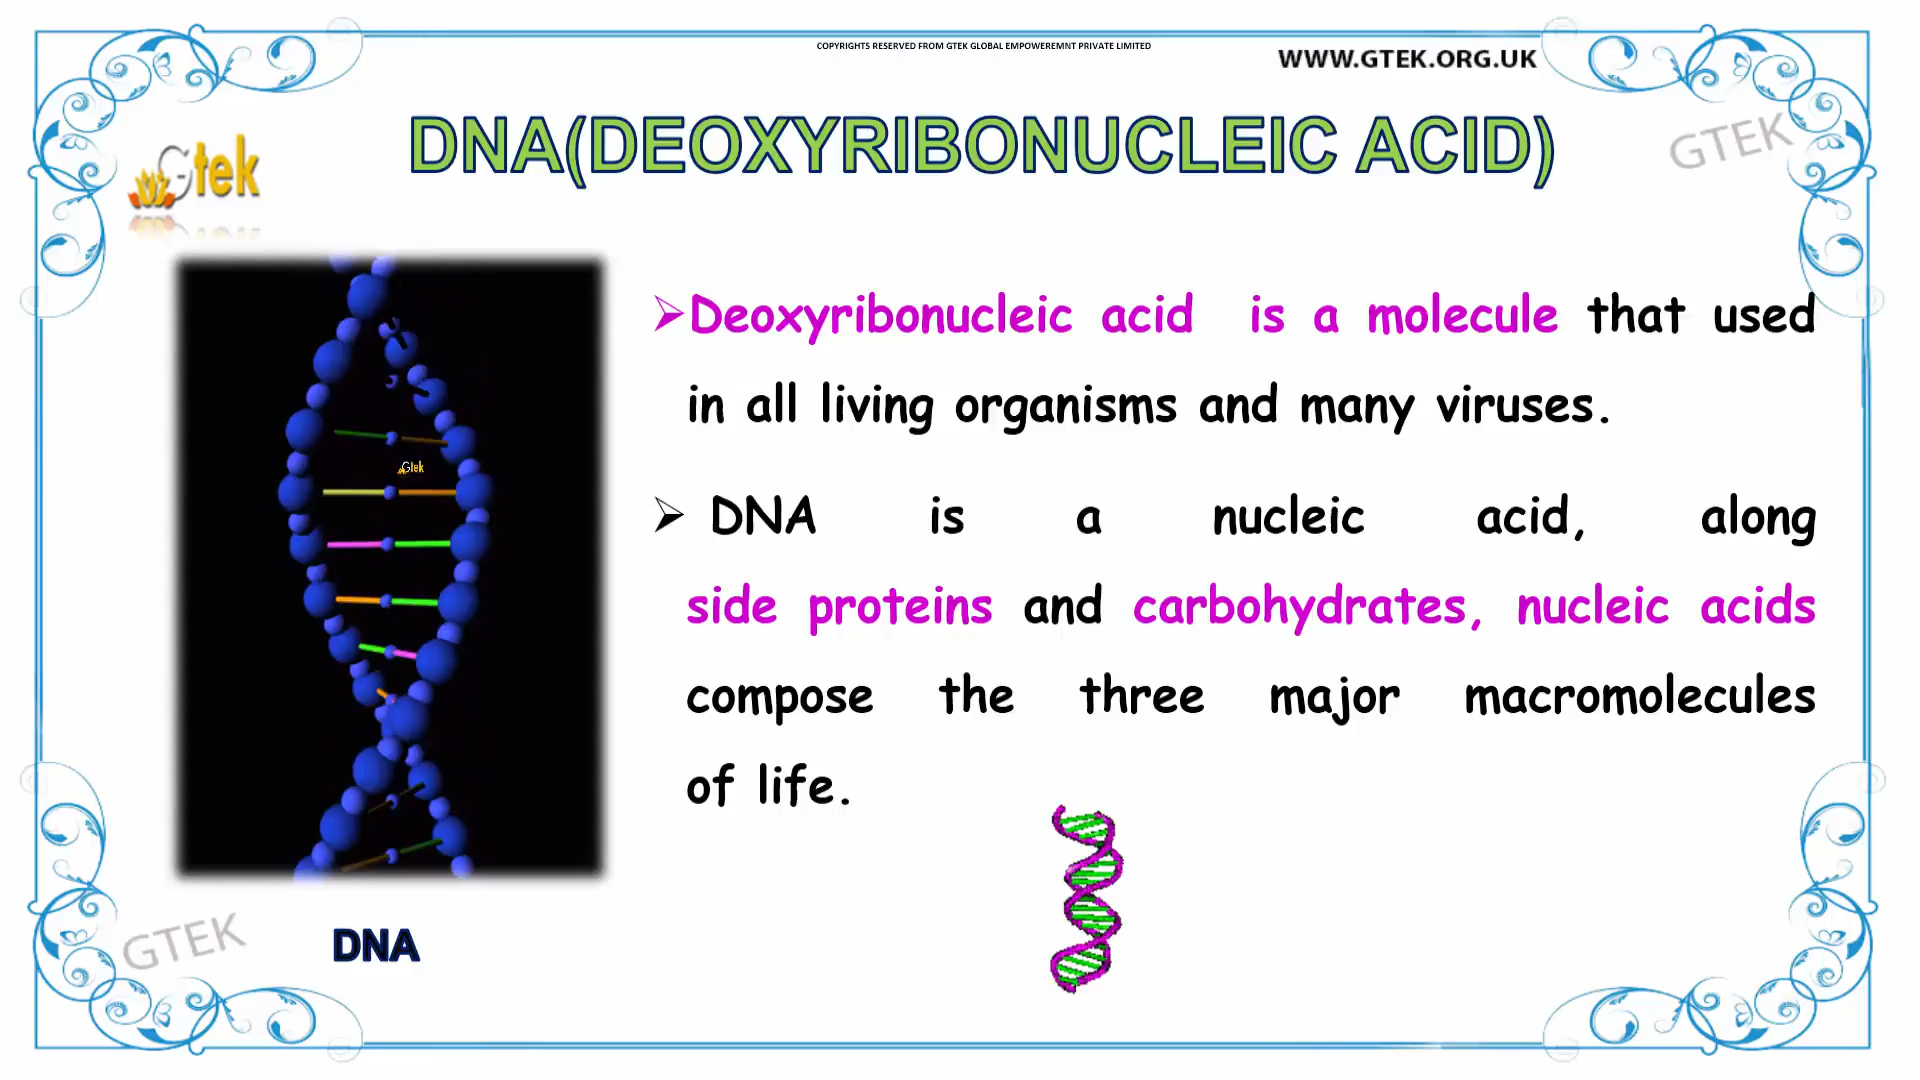 COPYRIGHTS RESERVED FROM GTEK GLOBAL EMPOWEREMNT PRIVATE LIMITED
WWW.GTEK.ORG.UK
DNA(DEOXYRIBONUCLEIC ACID)
GTEK
Gtek
➢Deoxyribonucleic acid is a molecule that used
in all living organisms and many viruses.
Gtek
➢ DNA is a nucleic acid, along
side proteins and carbohydrates, nucleic acids
compose the three major macromolecules
of life.
GTEK
DNA